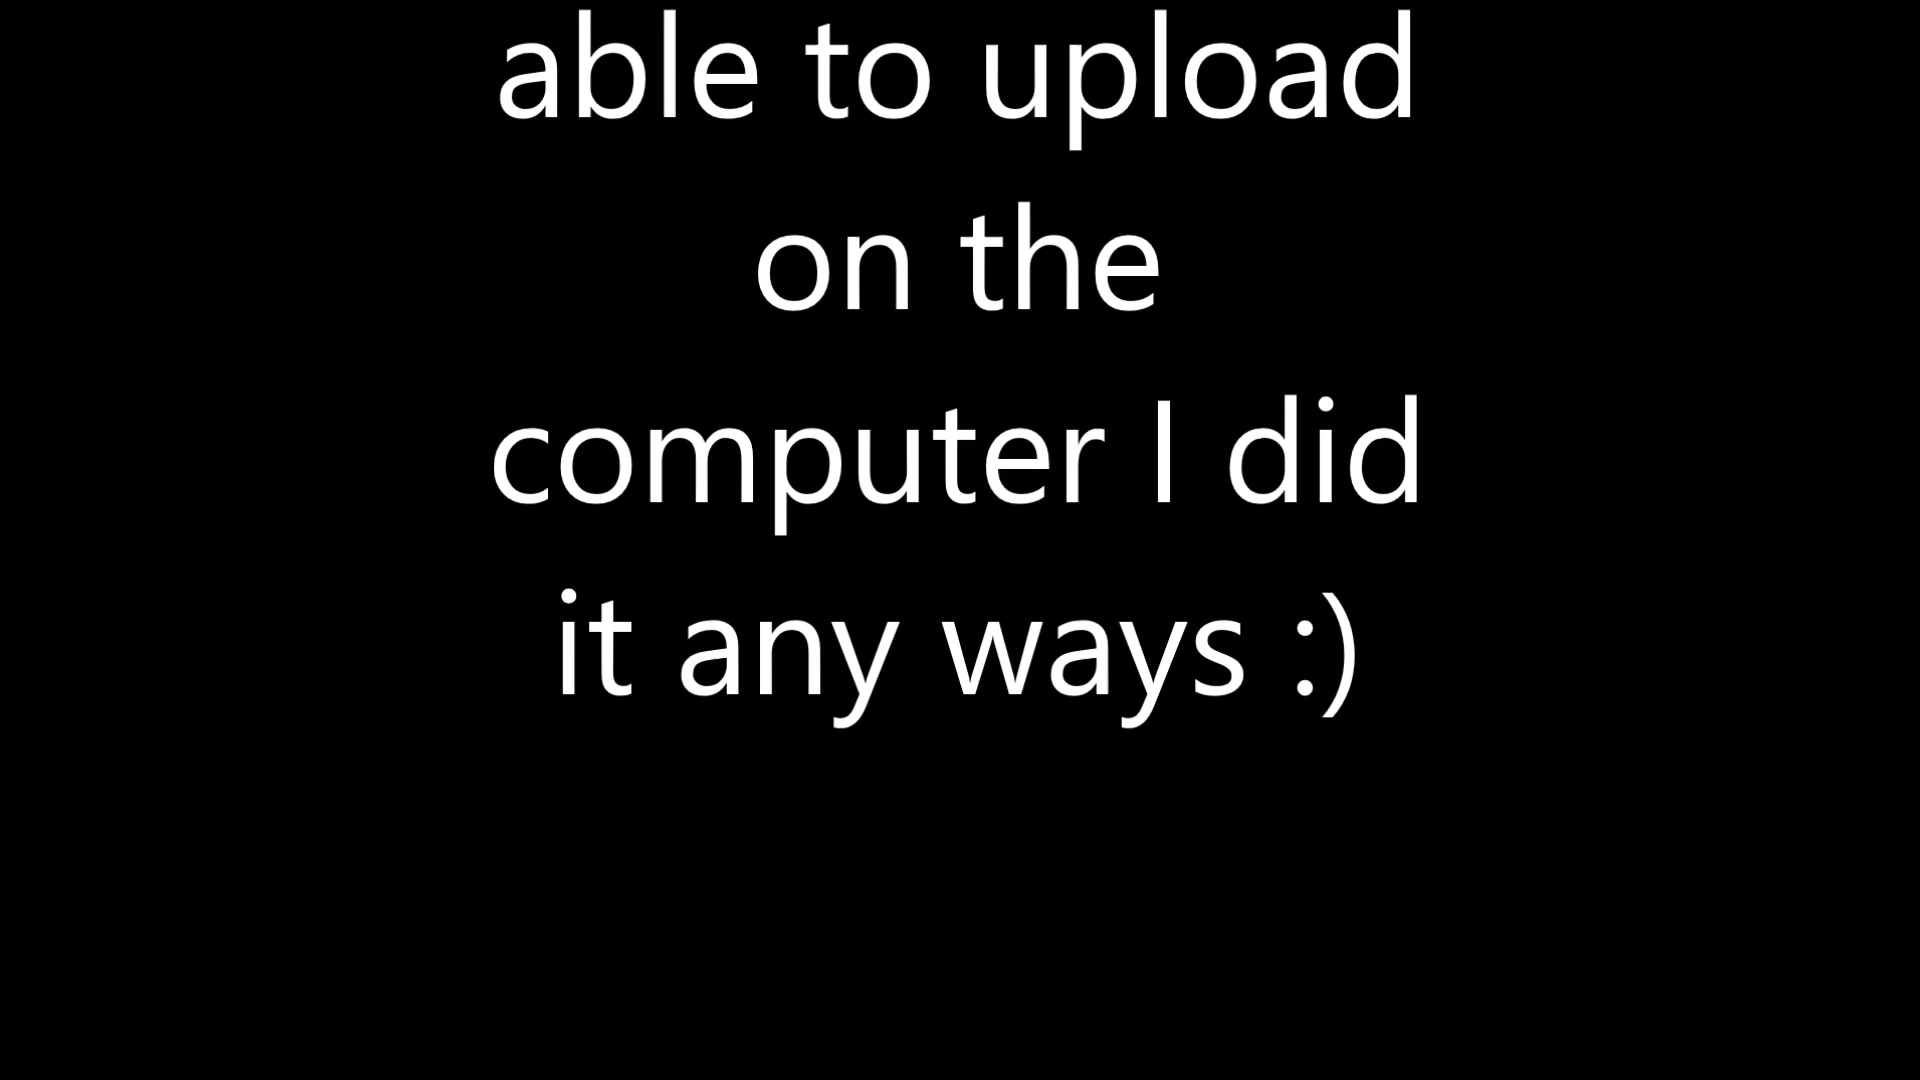 able to upload
on the
computer I did
it any ways :)